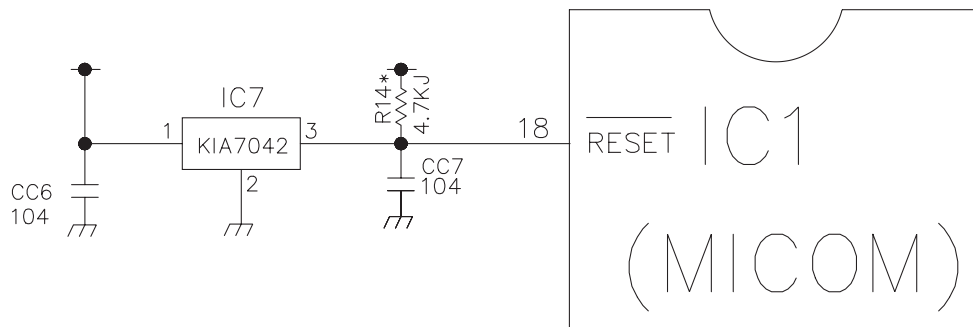 IC7
1
KIA7042
3
2
CC6
104
R14*
4.7KJ
CC7
104
18
RESET
IC1
(MICOM)